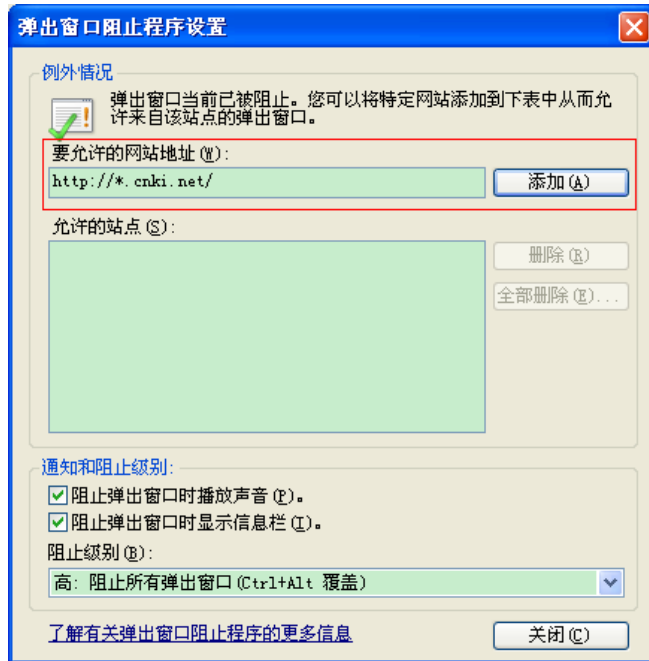 弹出窗口阻止程序设置
例外情况
弹出窗口当前已被阻止。您可以将特定网站添加到下表中从而允
许来自该站点的弹出窗口。
要允许的网站地址(W):
http://*.cnki.net/
添加(A)
允许的站点(S):
删除(R)
全部删除(E)...
通知和阻止级别:
阻止弹出窗口时播放声音(P)。
阻止弹出窗口时显示信息栏(I)。
阻止级别(B):
高: 阻止所有弹出窗口(Ctrl+Alt 覆盖)
了解有关弹出窗口阻止程序的更多信息
关闭(C)